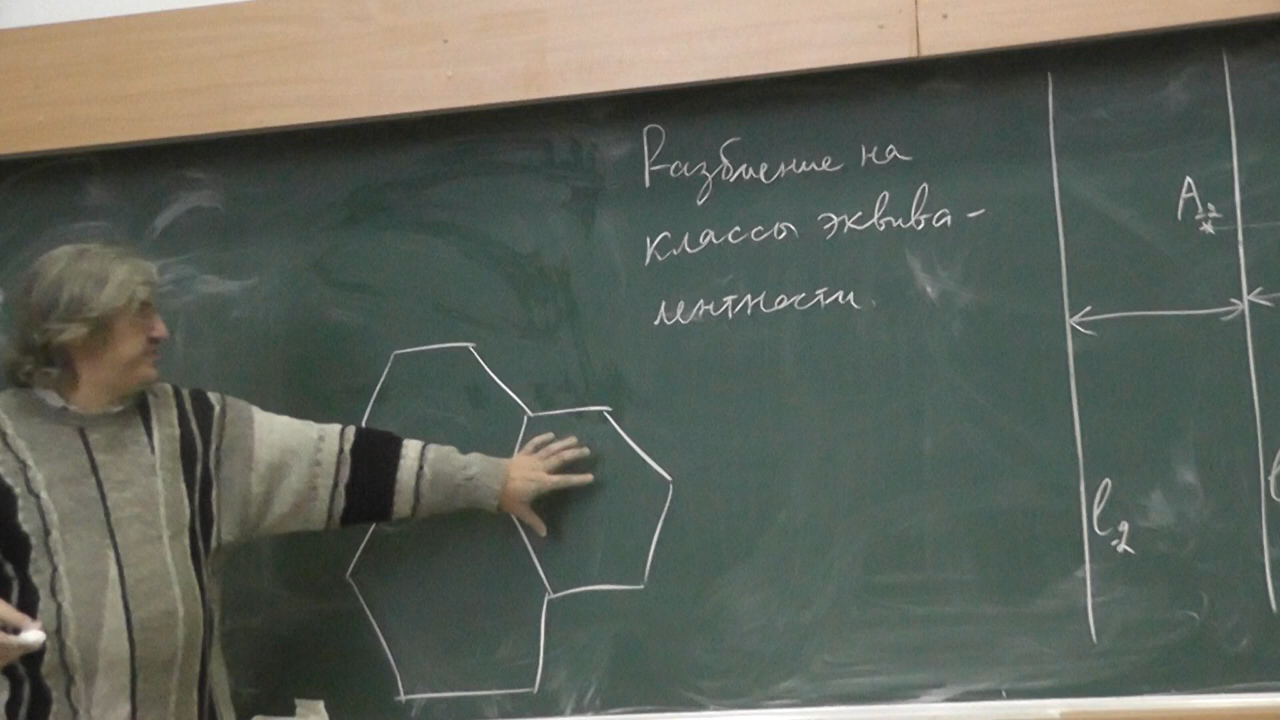 Разбиение на
классы эквива-
лентности.
A
l₂